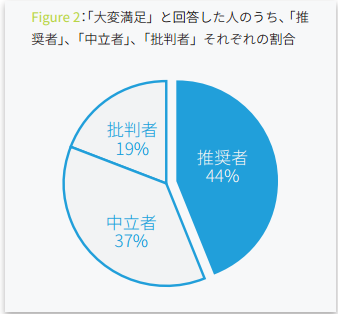 Figure 2：「大変満足」と回答した人のうち、「推
奨者」、「中立者」、「批判者」それぞれの割合
批判者
19%
推奨者
44%
中立者
37%